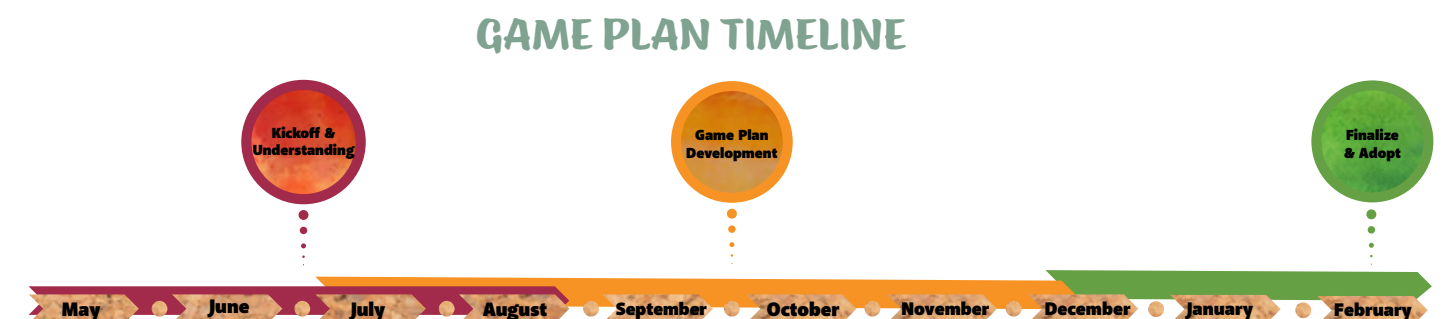 GAME PLAN TIMELINE
Kickoff &
Understanding
Game Plan
Development
Finalize
& Adopt
May June July August September October November December January February